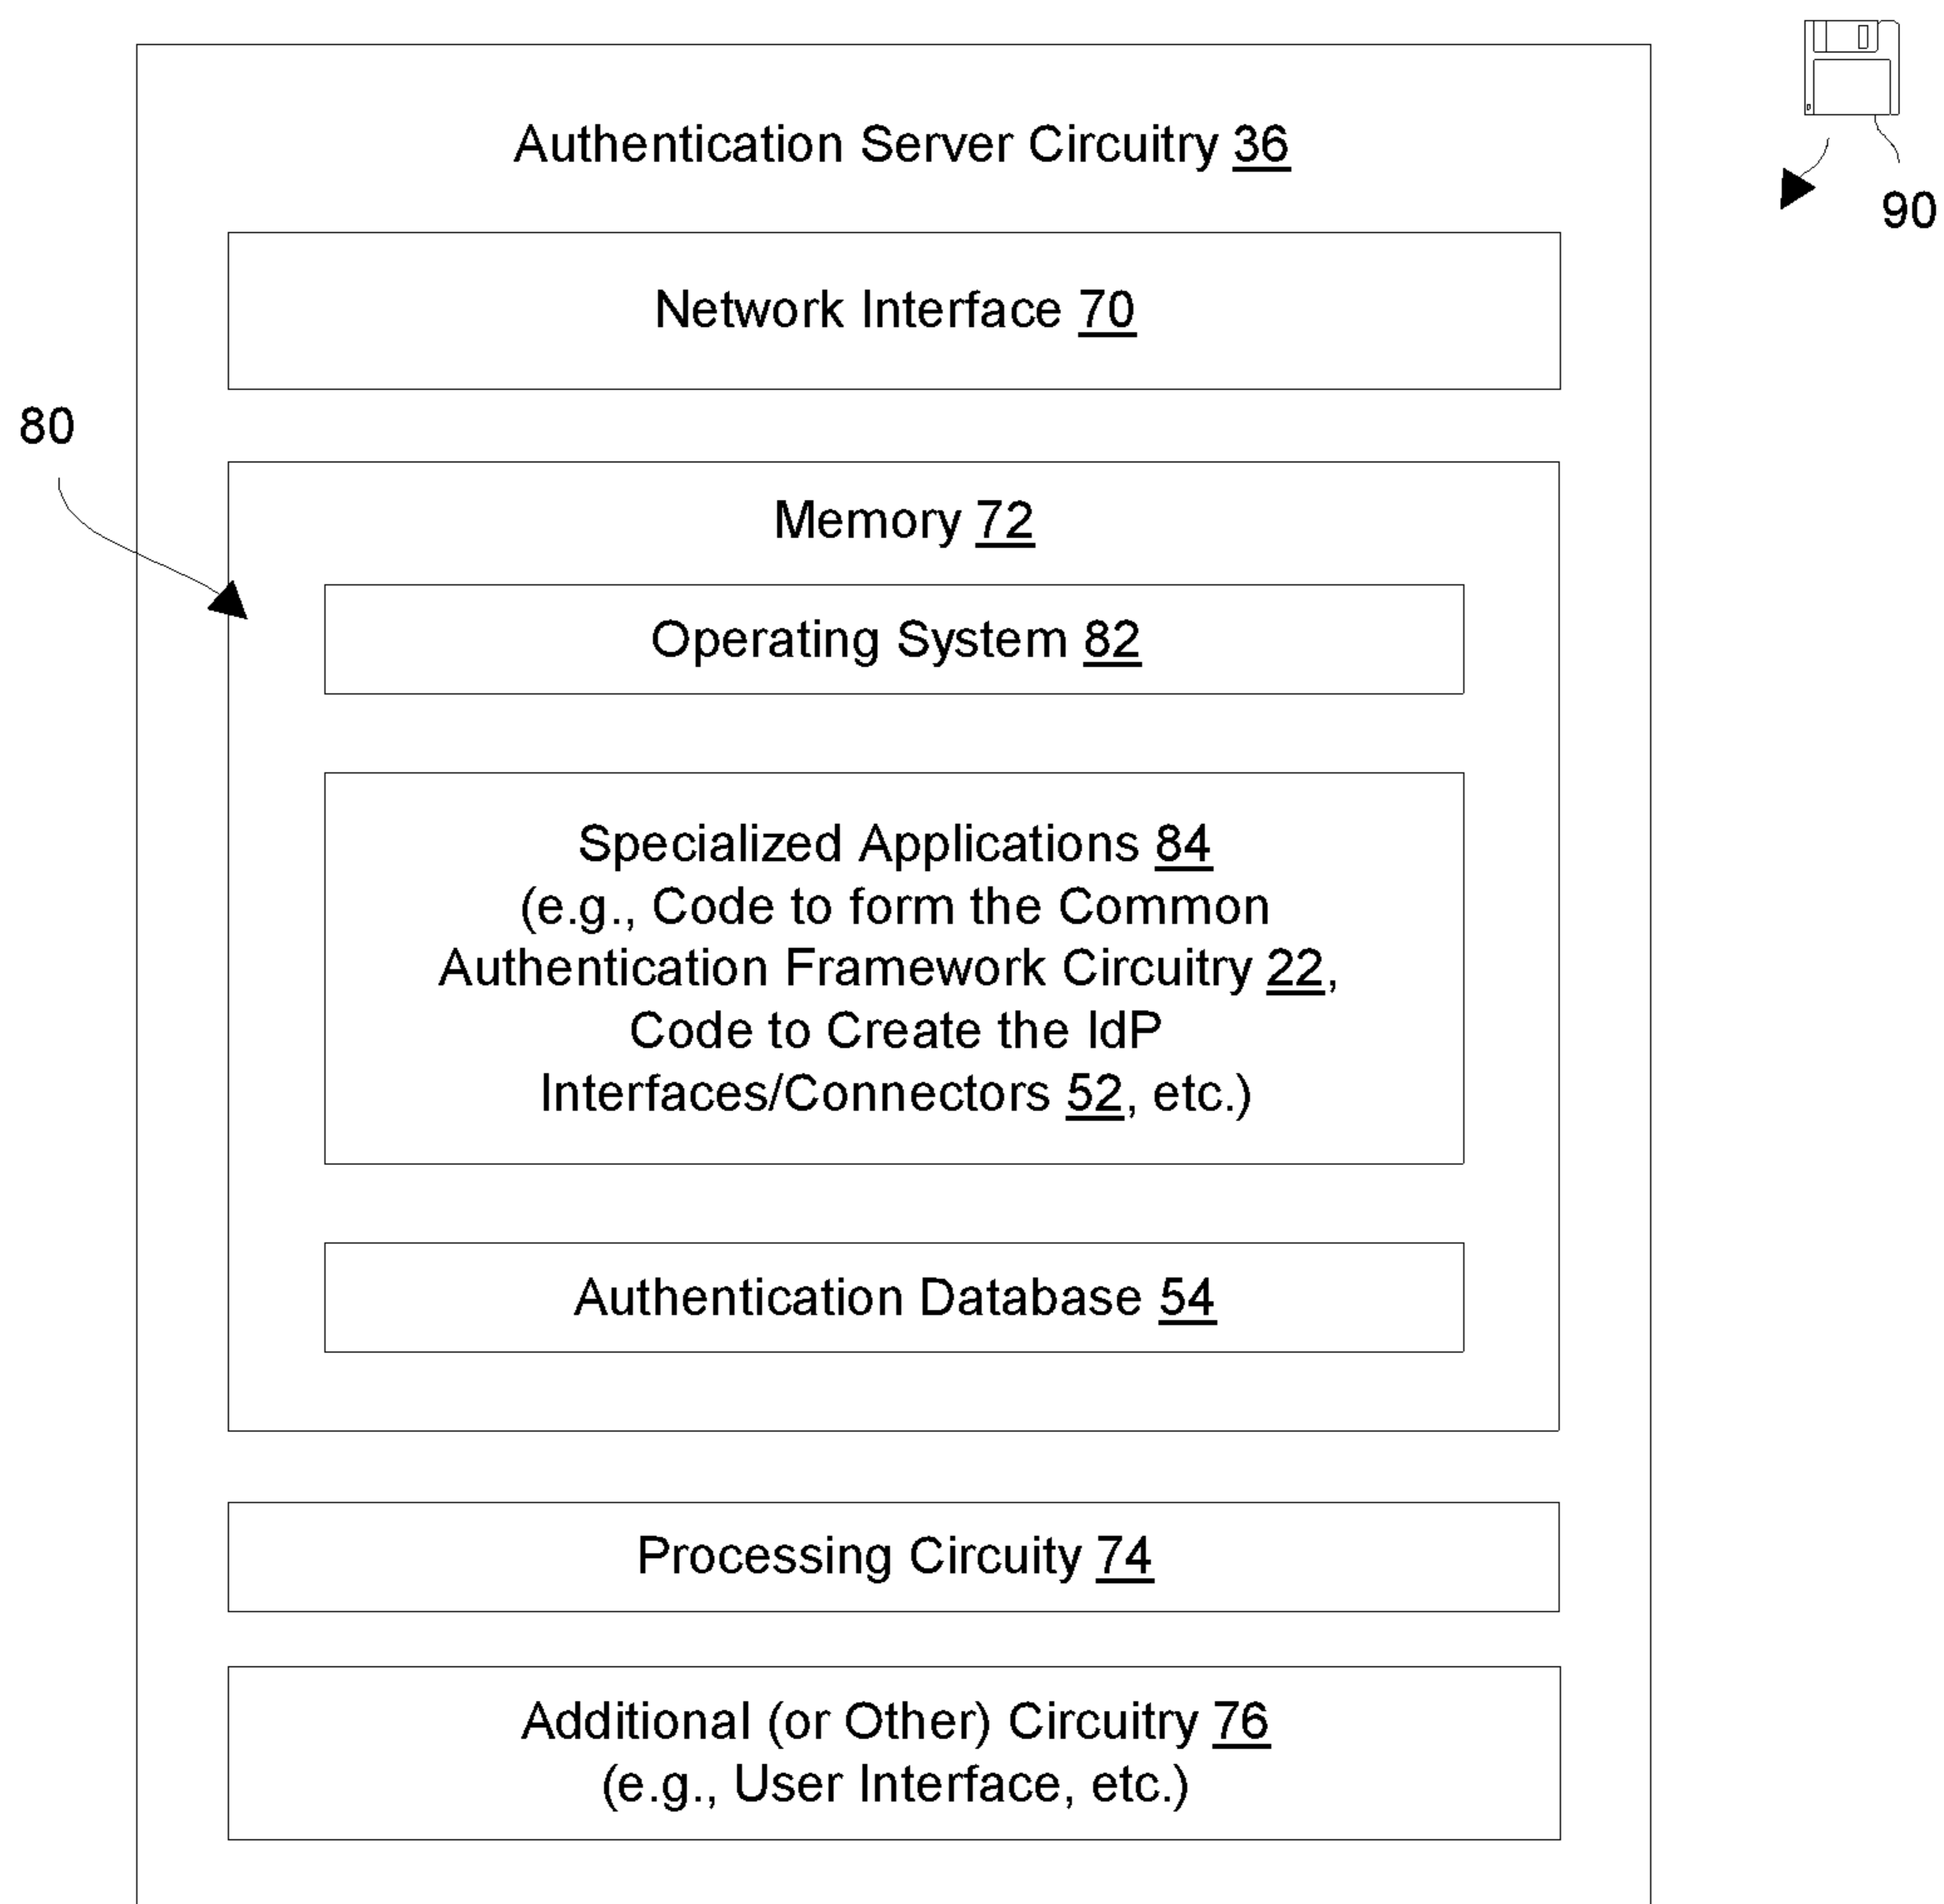 Authentication Server Circuitry 36
90
Network Interface 70
80
Memory 72
Operating System 82
Specialized Applications 84
(e.g., Code to form the Common
Authentication Framework Circuitry 22,
Code to Create the IdP
Interfaces/Connectors 52, etc.)
Authentication Database 54
Processing Circuity 74
Additional (or Other) Circuitry 76
(e.g., User Interface, etc.)